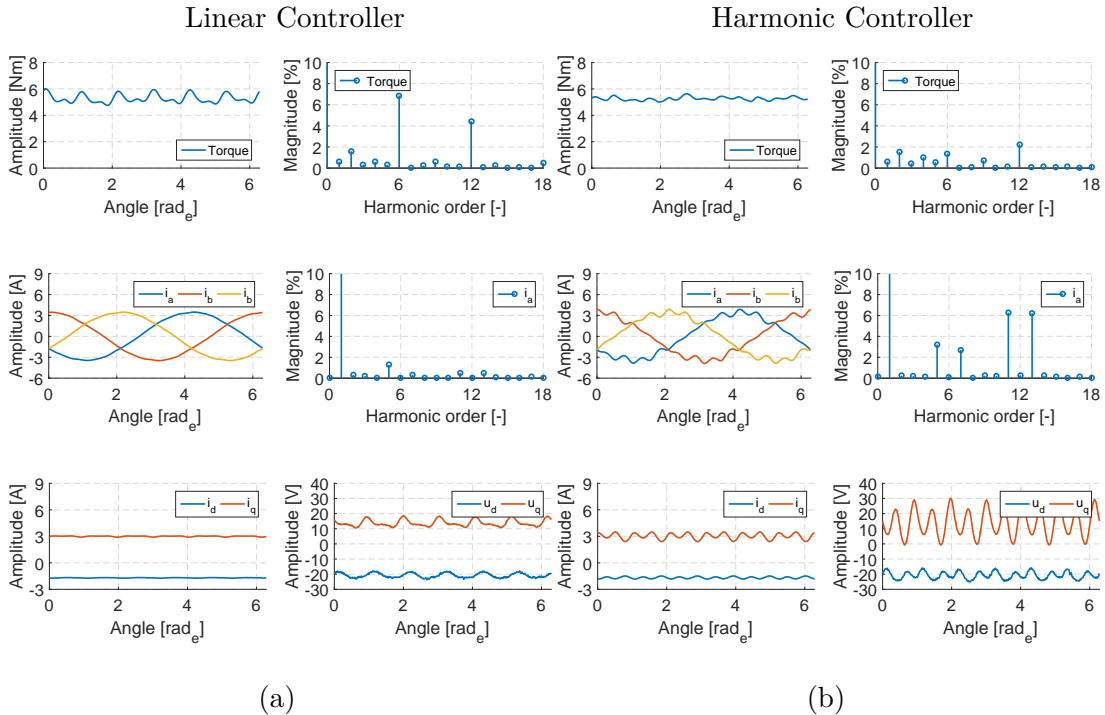 Linear Controller
Harmonic Controller
Amplitude [Nm]
8
6
4
2
0
0 2 4 6
Angle [rad_e]
Torque
Magnitude [%]
10
8
6
4
2
0
0 6 12 18
Harmonic order [-]
Torque
Amplitude [Nm]
8
6
4
2
0
0 2 4 6
Angle [rad_e]
Torque
Magnitude [%]
10
8
6
4
2
0
0 6 12 18
Harmonic order [-]
Torque
Amplitude [A]
9
6
3
0
-3
-6
0 2 4 6
Angle [rad_e]
i_a i_b i_b
Magnitude [%]
10
8
6
4
2
0
0 6 12 18
Harmonic order [-]
i_a
Amplitude [A]
9
6
3
0
-3
-6
0 2 4 6
Angle [rad_e]
i_a i_b i_b
Magnitude [%]
10
8
6
4
2
0
0 6 12 18
Harmonic order [-]
i_a
Amplitude [A]
9
6
3
0
-3
0 2 4 6
Angle [rad_e]
i_d i_q
Amplitude [V]
40
30
20
10
0
-10
-20
-30
0 2 4 6
Angle [rad_e]
u_d u_q
Amplitude [A]
9
6
3
0
-3
0 2 4 6
Angle [rad_e]
i_d i_q
Amplitude [V]
40
30
20
10
0
-10
-20
-30
0 2 4 6
Angle [rad_e]
u_d u_q
(a)
(b)